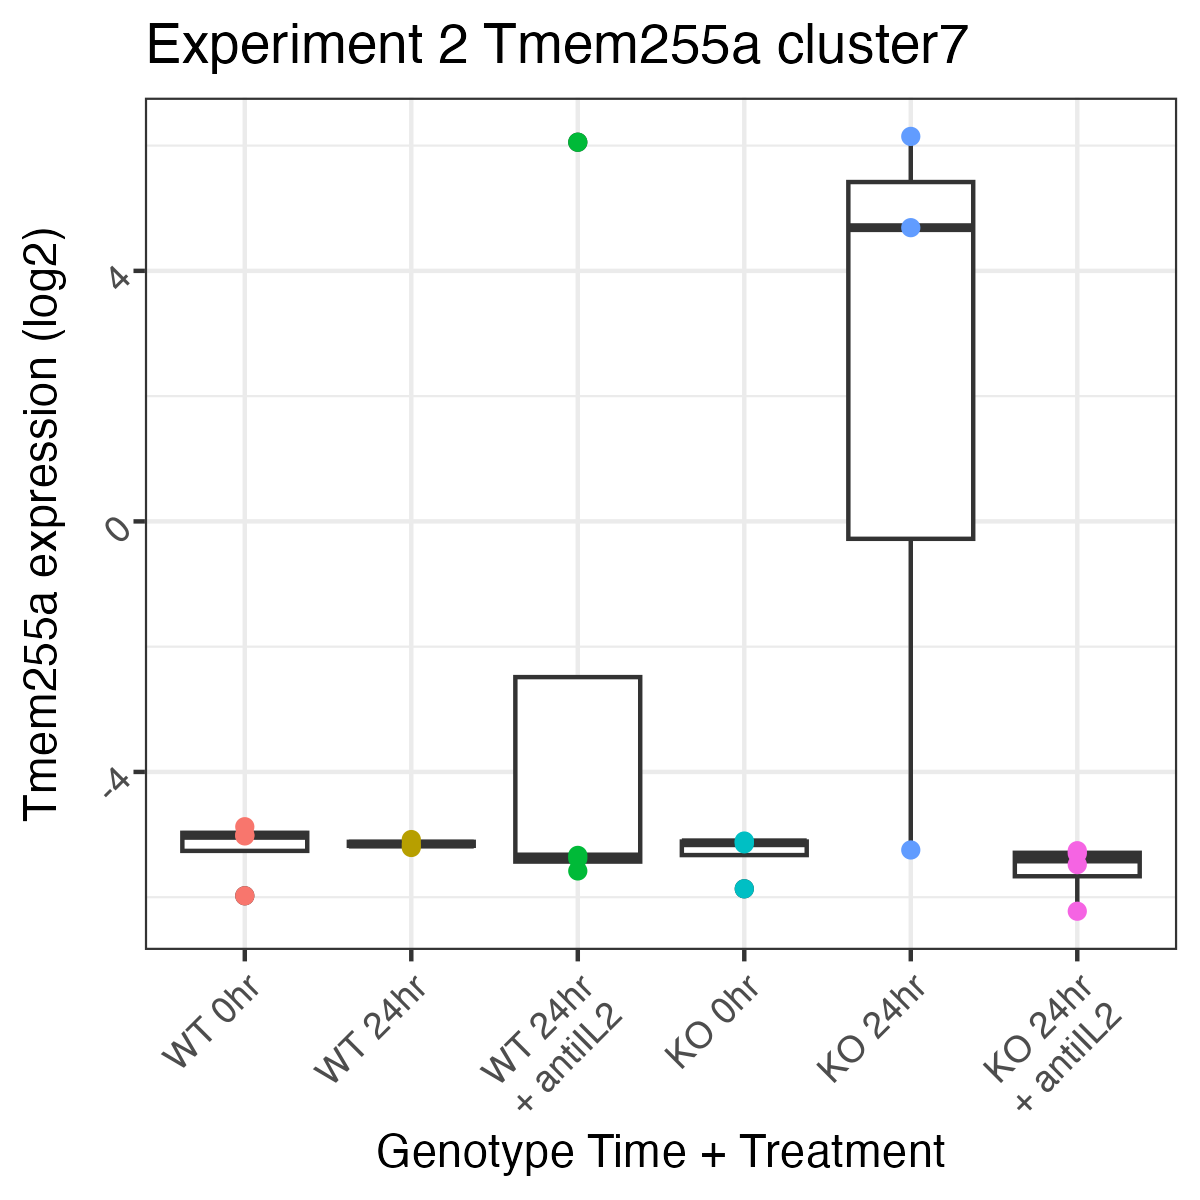 Experiment 2 Tmem255a cluster7
Tmem255a expression (log2)
4
0
-4
WT 0hr
WT 24hr
WT 24hr
+ antiIL2
KO 0hr
KO 24hr
KO 24hr
+ antiIL2
Genotype Time + Treatment